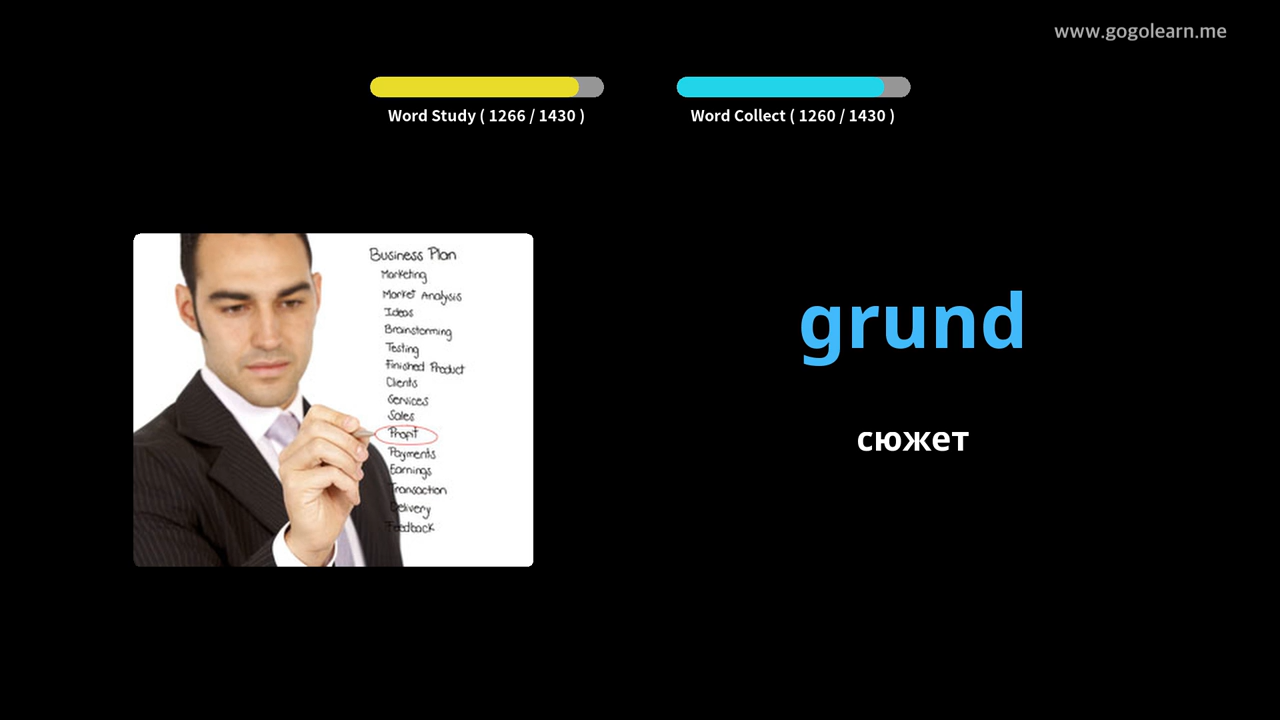 www.gogolearn.me
Word Study ( 1266 / 1430 )
Word Collect ( 1260 / 1430 )
Business Plan
Marketing
Market Analysis
Ideas
Brainstorming
Testing
Finished Product
Clients
Services
Sales
Profit
Payments
Earnings
Transaction
Delivery
Feedback
grund
сюжет